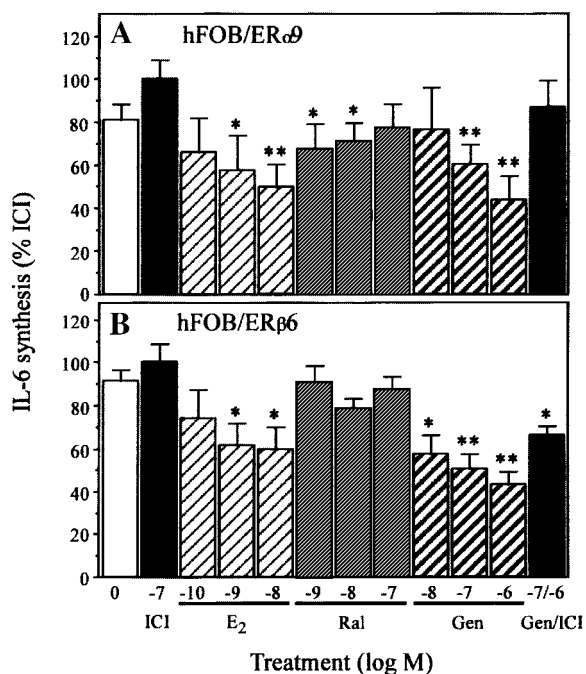 A hFOB/ERα9
120
100
80
60
40
20
0
* ** * * ** **
IL-6 synthesis (% ICI)
B hFOB/ERβ6
120
100
80
60
40
20
0
* * * ** ** *
0 -7 -10 -9 -8 -9 -8 -7 -8 -7 -6 -7/-6
ICI E2 Ral Gen Gen/ICI
Treatment (log M)